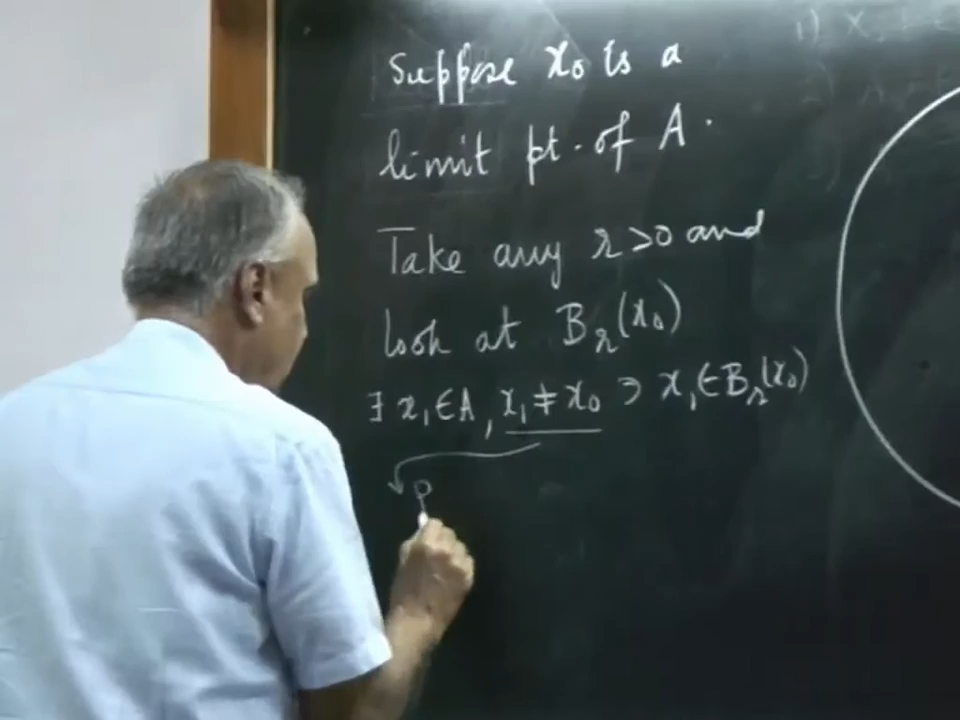 Suppose x₀ is a
limit pt. of A.
Take any r>0 and
look at Bᵣ(x₀)
∃ x₁∈A, x₁≠x₀ ∋ x₁∈Bᵣ(x₀)
ρ